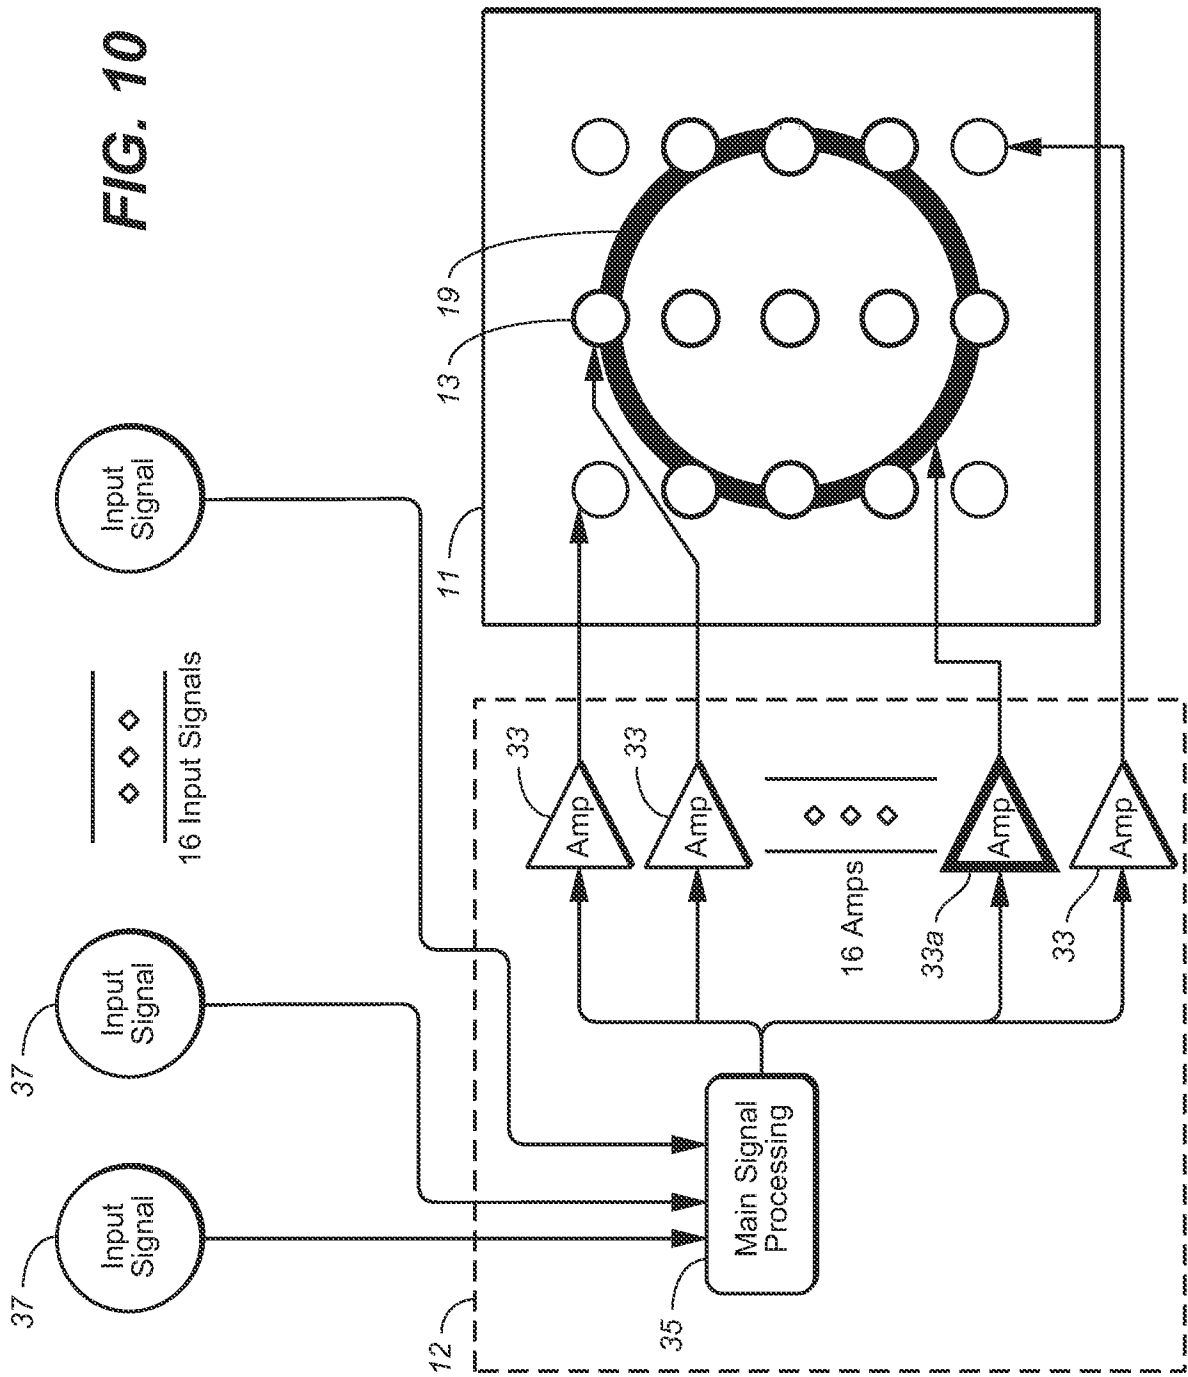 FIG. 10
37
Input
Signal
37
Input
Signal
16 Input Signals
Input
Signal
12
35
Main Signal
Processing
33
Amp
33
Amp
16 Amps
33a
Amp
33
Amp
11
13
19